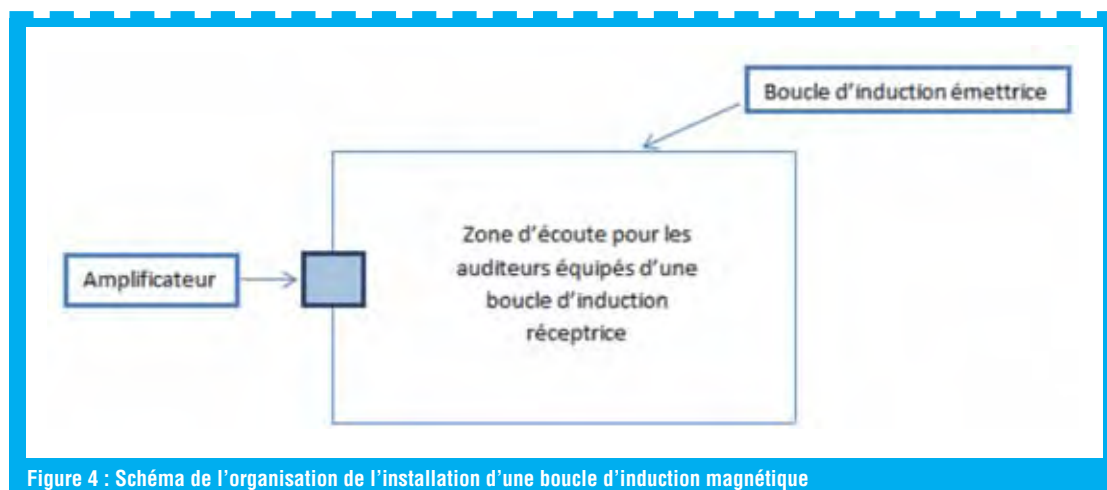 Boucle d'induction émettrice
Zone d'écoute pour les
auditeurs équipés d'une
boucle d'induction
réceptrice
Amplificateur
Figure 4 : Schéma de l'organisation de l'installation d'une boucle d'induction magnétique